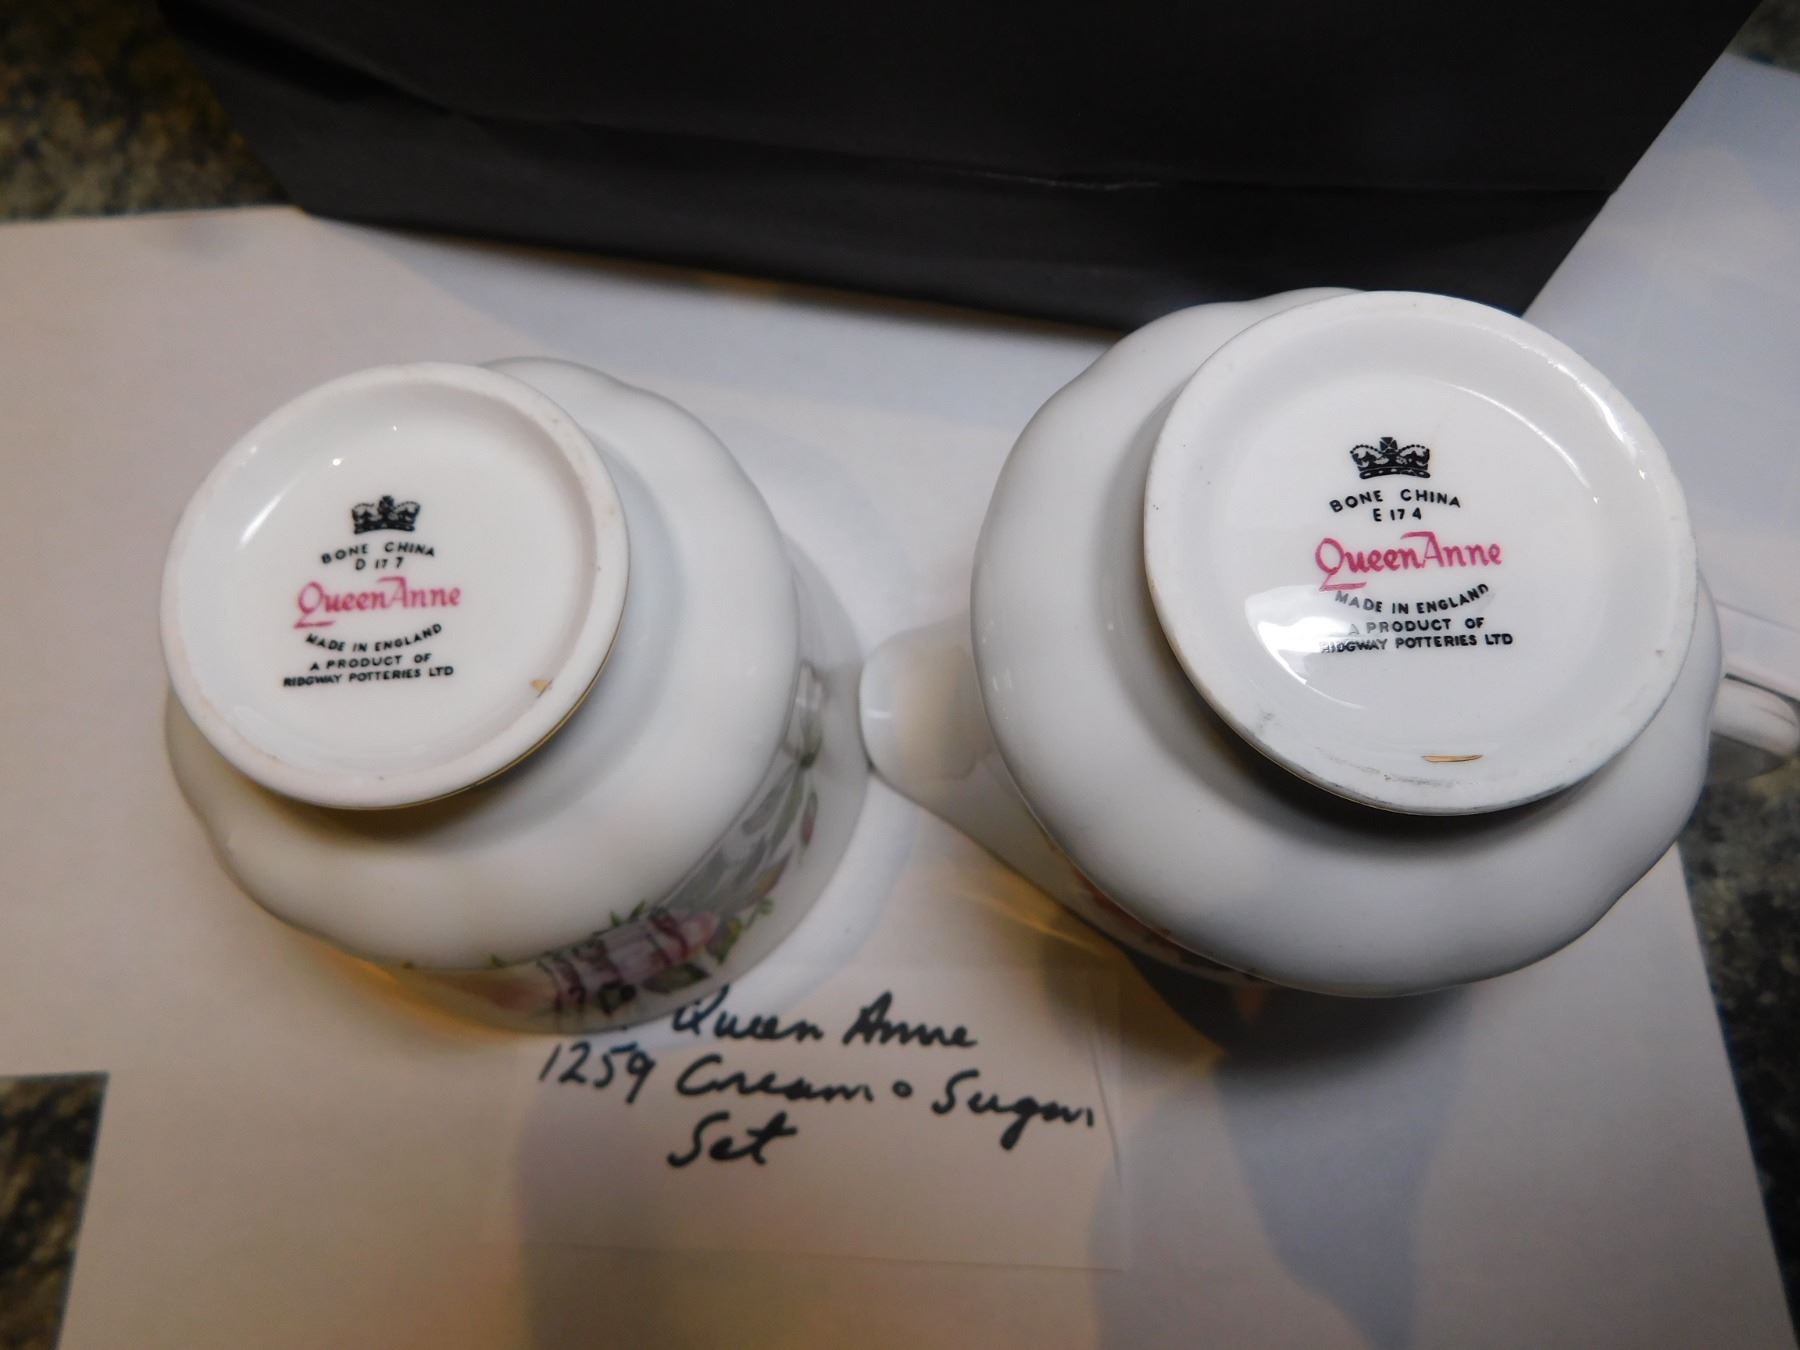 BONE CHINA
D 177
QueenAnne
MADE IN ENGLAND
A PRODUCT OF
RIDGWAY POTTERIES LTD
BONE CHINA
E 174
QueenAnne
MADE IN ENGLAND
A PRODUCT OF
RIDGWAY POTTERIES LTD
Queen Anne
1259 Cream & Sugar
Set